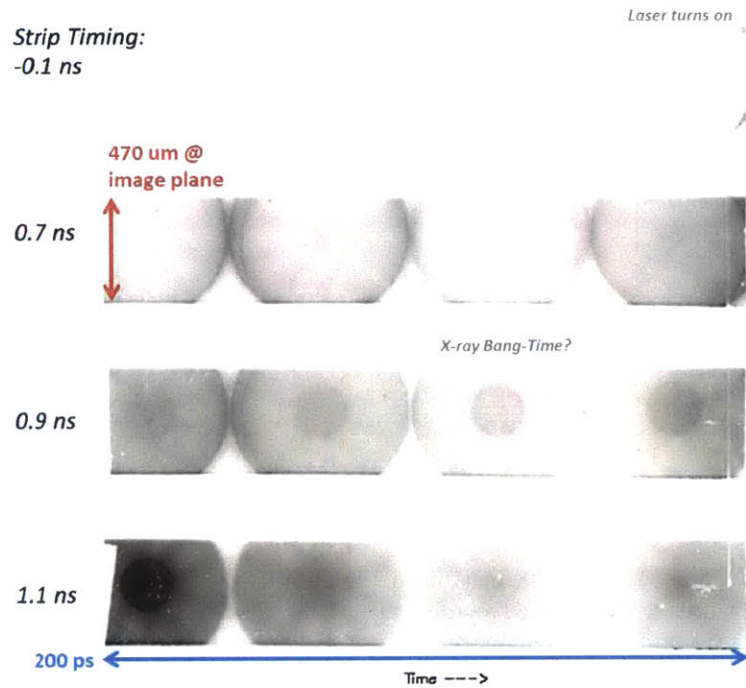 Laser turns on
Strip Timing:
-0.1 ns
470 um @
image plane
0.7 ns
X-ray Bang-Time?
0.9 ns
1.1 ns
200 ps
Time --->